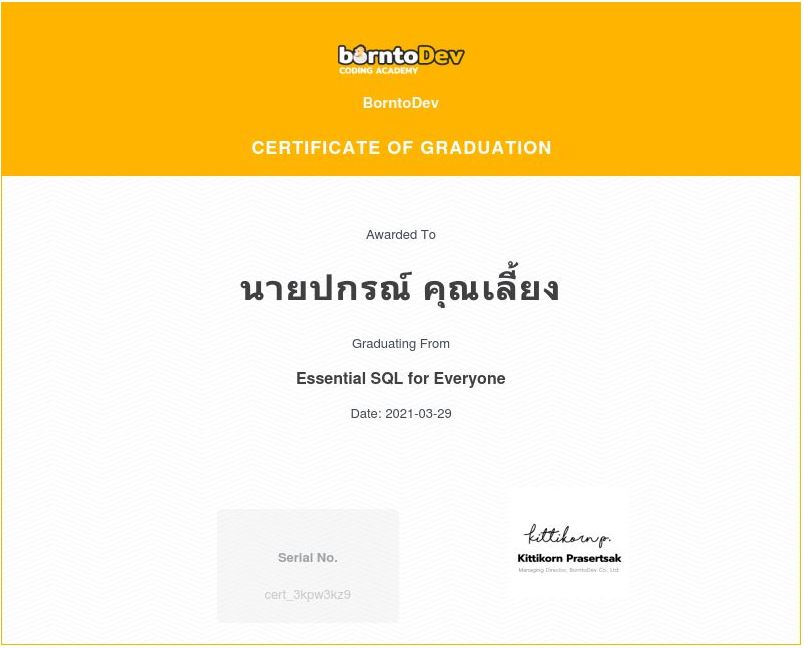 borntoDev
CODING ACADEMY
BorntoDev
CERTIFICATE OF GRADUATION
Awarded To
นายปกรณ์ คุณเลี้ยง
Graduating From
Essential SQL for Everyone
Date: 2021-03-29
Serial No.
cert_3kpw3kz9
kittikorn p.
Kittikorn Prasertsak
Managing Director, BorntoDev Co., Ltd.